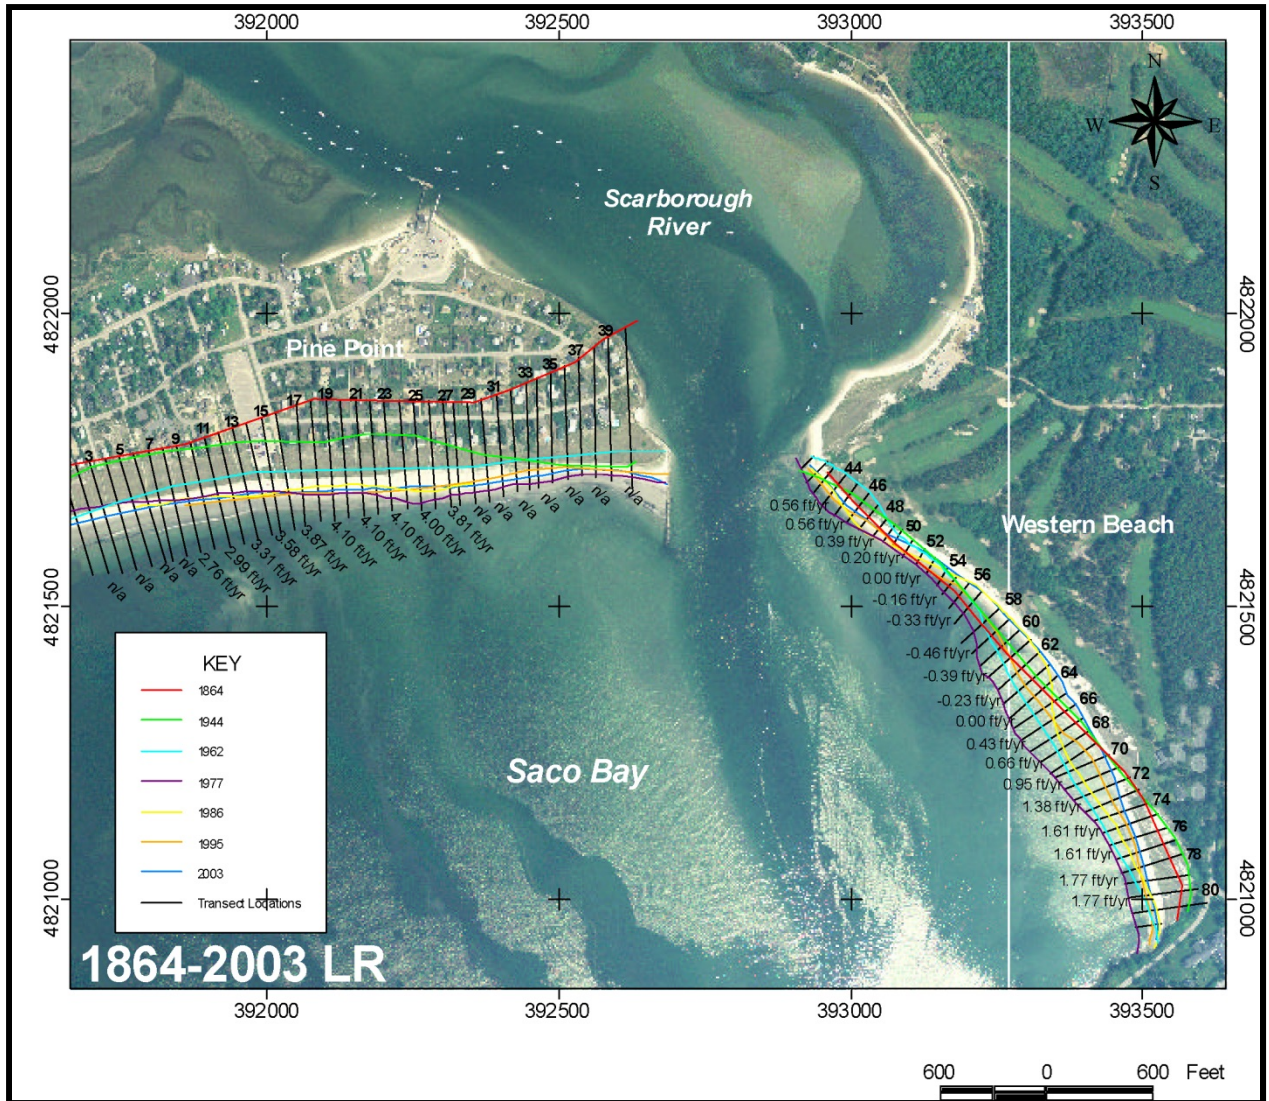 392000 392500 393000 393500
N
W E
S
Scarborough
River
4822000
4822000
Pine Point
3 5 7 9 11 13 15 17 19 21 23 25 27 29 31 33 35 37 39
n/a n/a n/a n/a 2.76 ft/yr 2.99 ft/yr 3.31 ft/yr 3.58 ft/yr 3.87 ft/yr 4.10 ft/yr 4.10 ft/yr 4.10 ft/yr 4.00 ft/yr 3.81 ft/yr n/a n/a n/a n/a n/a n/a n/a
44
46
48
50
52
54
56
58
60
62
64
66
68
70
72
74
76
78
80
Western Beach
0.56 ft/yr
0.56 ft/yr
0.39 ft/yr
0.20 ft/yr
0.00 ft/yr
-0.16 ft/yr
-0.33 ft/yr
-0.46 ft/yr
-0.39 ft/yr
-0.23 ft/yr
0.00 ft/yr
0.43 ft/yr
0.66 ft/yr
0.95 ft/yr
1.38 ft/yr
1.61 ft/yr
1.61 ft/yr
1.77 ft/yr
1.77 ft/yr
4821500
4821500
KEY
1864
1944
1962
1977
1986
1995
2003
Transect Locations
Saco Bay
4821000
4821000
1864-2003 LR
392000 392500 393000 393500
600 0 600 Feet